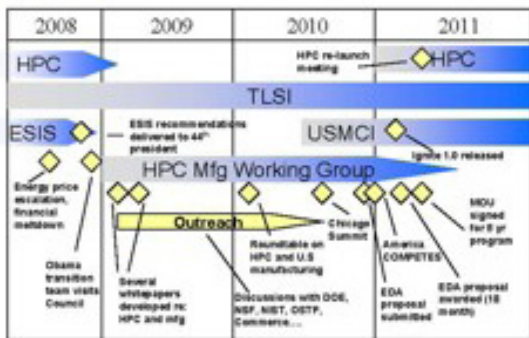 2008 2009 2010 2011
HPC
HPC re-launch
meeting
HPC
TLSI
ESIS
ESIS recommendations
delivered to 44th
president
USMCI
Ignite 1.0 released
HPC Mfg Working Group
Energy price
escalation,
financial
meltdown
Outreach
Obama
transition
team visits
Council
Several
whitepapers
developed re:
HPC and mfg
Roundtable on
HPC and U.S
manufacturing
Discussions with DOE,
NSF, NIST, OSTP,
Commerce....
Chicago
Summit
America
COMPETES
EDA
proposal
submitted
EDA proposal
awarded (18
month)
MOU
signed
for 5 yr
program